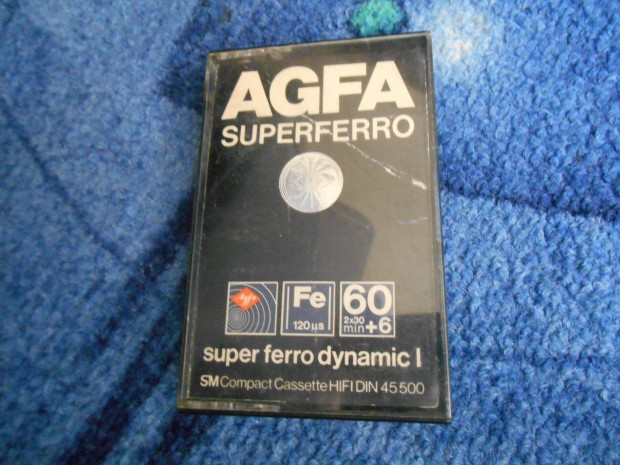 AGFA
SUPERFERRO
Agfa
Fe
120 µs
60
2x30
min +6
super ferro dynamic I
SM Compact Cassette HIFI DIN 45 500